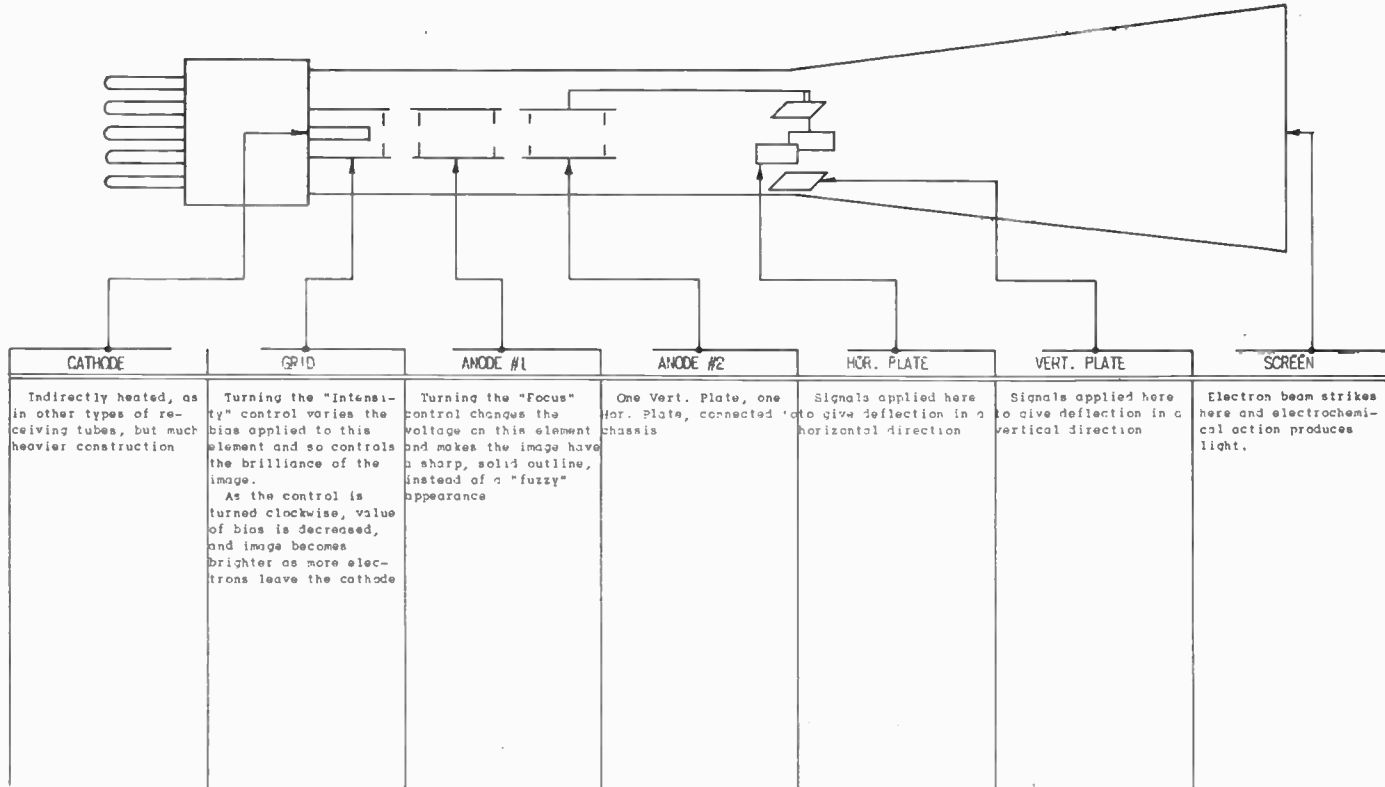 CATHODE
GRID
ANODE #1
ANODE #2
HOR. PLATE
VERT. PLATE
SCREEN
Indirectly heated, as
in other types of re-
ceiving tubes, but much
heavier construction
Turning the "Intensi-
ty" control varies the
bias applied to this
element and so controls
the brilliance of the
image.
As the control is
turned clockwise, value
of bias is decreased,
and image becomes
brighter as more elec-
trons leave the cathode
Turning the "Focus"
control changes the
voltage on this element
and makes the image have
a sharp, solid outline,
instead of a "fuzzy"
appearance
One Vert. Plate, one
Hor. Plate, connected to
chassis
Signals applied here
to give deflection in a
horizontal direction
Signals applied here
to give deflection in a
vertical direction
Electron beam strikes
here and electrochemi-
cal action produces
light.